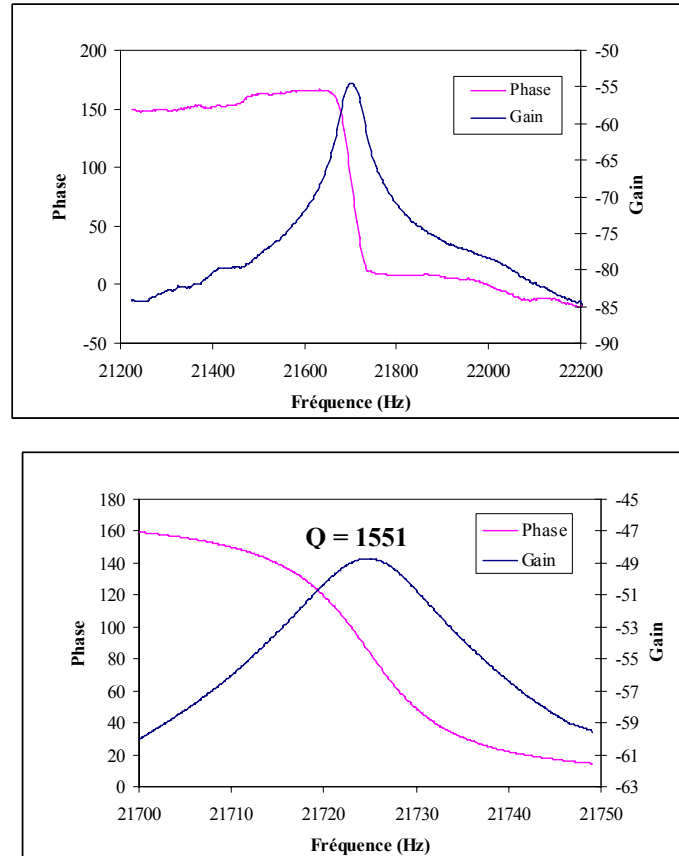 200
150
100
50
0
-50
Phase
-50
-55
-60
-65
-70
-75
-80
-85
-90
Gain
Phase
Gain
21200 21400 21600 21800 22000 22200
Fréquence (Hz)
180
160
140
120
100
80
60
40
20
0
Phase
Q = 1551
-45
-47
-49
-51
-53
-55
-57
-59
-61
-63
Gain
Phase
Gain
21700 21710 21720 21730 21740 21750
Fréquence (Hz)